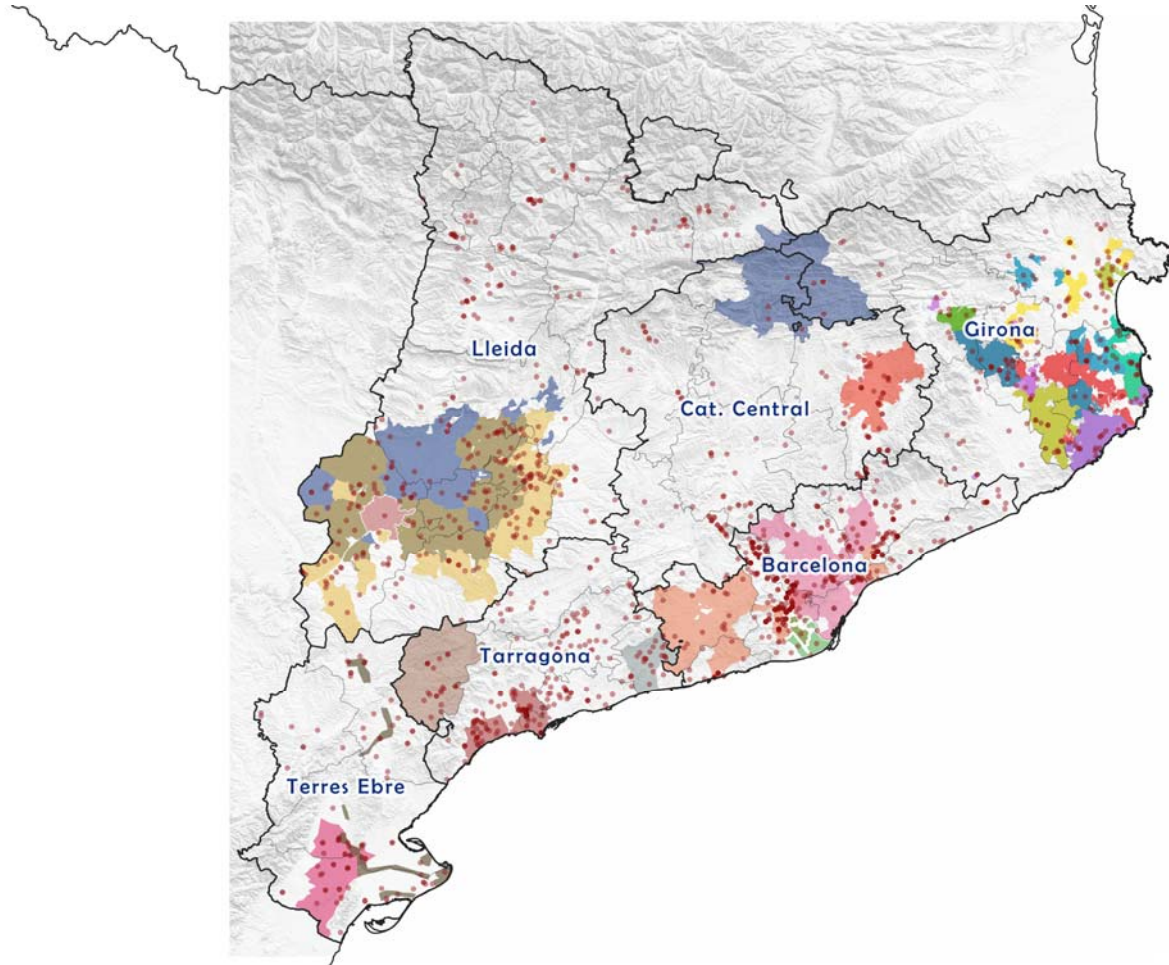 Girona
Lleida
Cat. Central
Barcelona
Tarragona
Terres Ebre